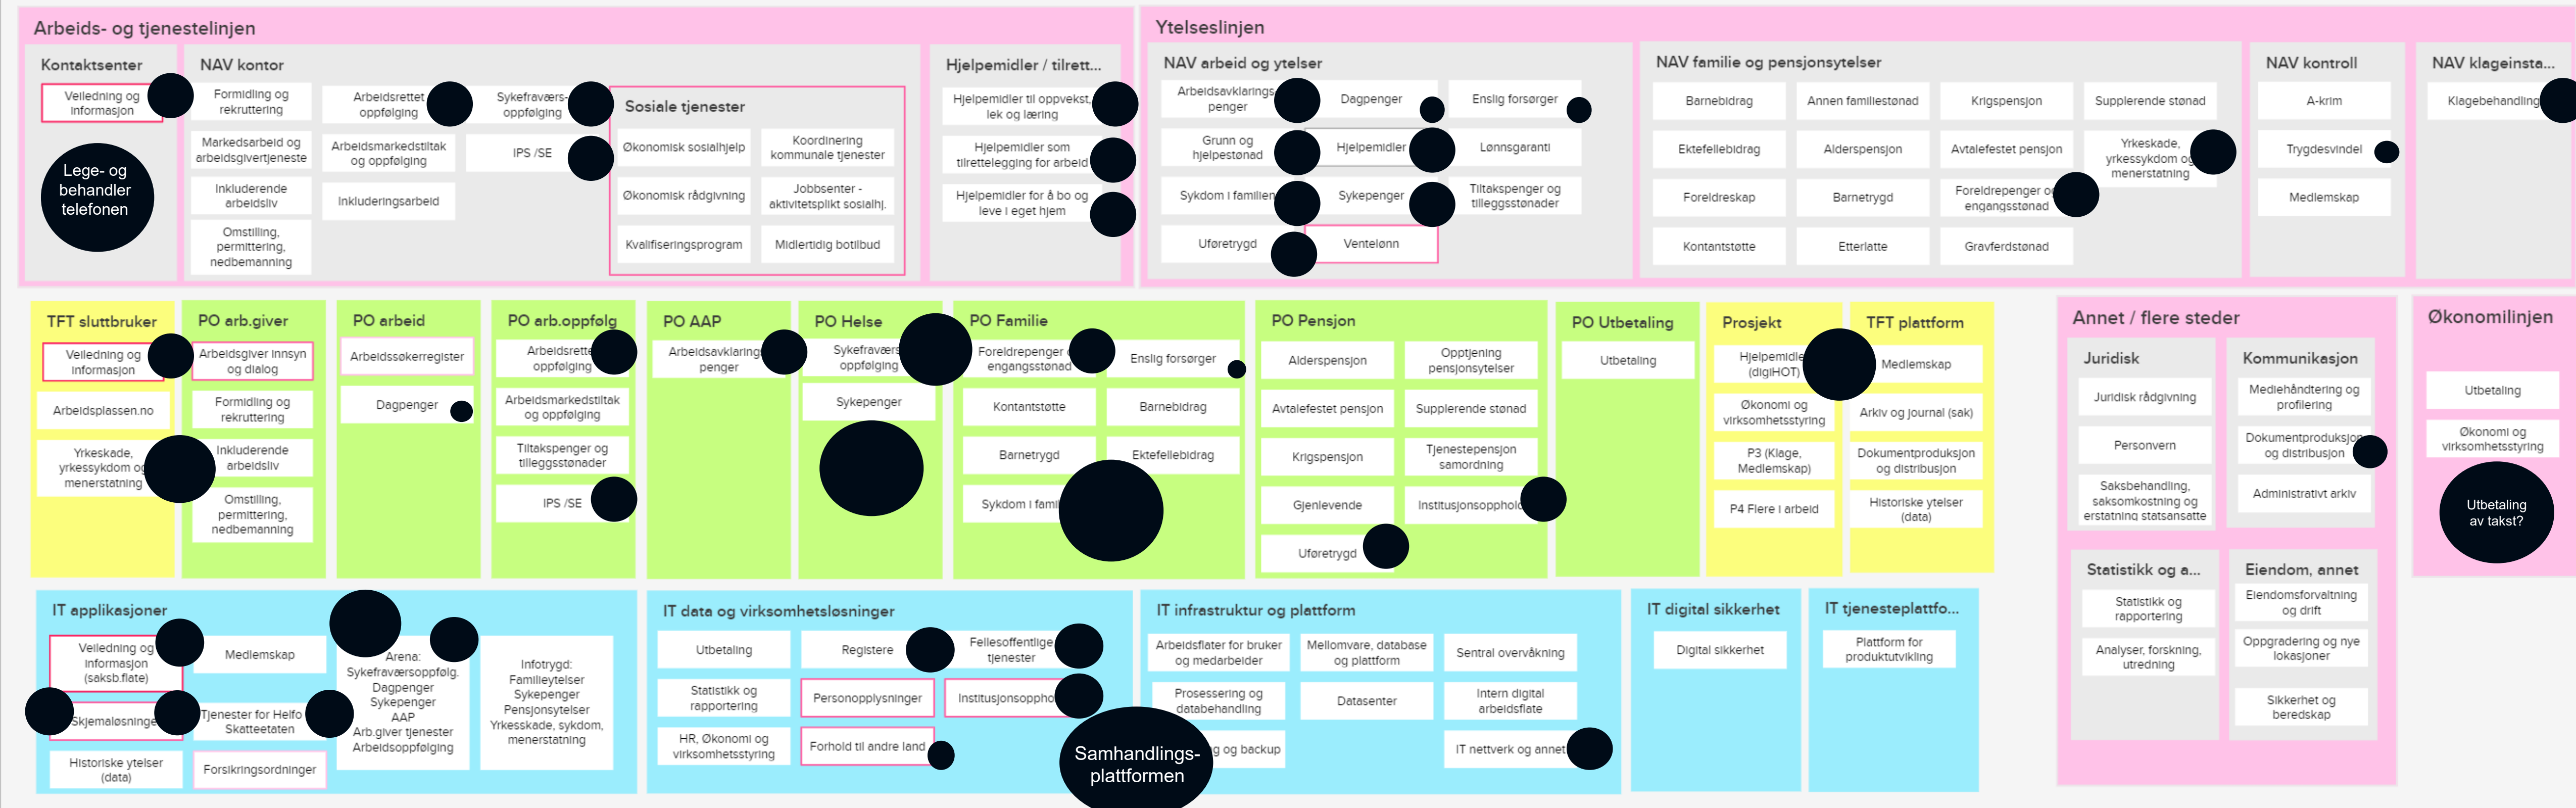 Arbeids- og tjenestelinjen
Kontaktsenter
Veiledning og
informasjon
Lege- og
behandler
telefonen
NAV kontor
Formidling og
rekruttering
Markedsarbeid og
arbeidsgivertjeneste
Inkluderende
arbeidsliv
Omstilling,
permittering,
nedbemanning
Arbeidsrettet
oppfølging
Arbeidsmarkedstiltak
og oppfølging
Inkluderingsarbeid
Sykefraværs-
oppfølging
IPS /SE
Sosiale tjenester
Økonomisk sosialhjelp
Koordinering
kommunale tjenester
Økonomisk rådgivning
Jobbsenter -
aktivitetsplikt sosialhj.
Kvalifiseringsprogram
Midlertidig botilbud
Hjelpemidler / tilrett...
Hjelpemidler til oppvekst,
lek og læring
Hjelpemidler som
tilrettelegging for arbeid
Hjelpemidler for å bo og
leve i eget hjem
Ytelseslinjen
NAV arbeid og ytelser
Arbeidsavklarings
penger
Dagpenger
Enslig forsørger
Grunn og
hjelpestønad
Hjelpemidler
Lønnsgaranti
Sykdom i familien
Sykepenger
Tiltakspenger og
tilleggsstønader
Uføretrygd
Ventelønn
NAV familie og pensjonsytelser
Barnebidrag
Annen familiestønad
Krigspensjon
Supplerende stønad
Ektefellebidrag
Alderspensjon
Avtalefestet pensjon
Yrkeskade,
yrkessykdom og
menerstatning
Foreldreskap
Barnetrygd
Foreldrepenger og
engangsstønad
Kontantstøtte
Etterlatte
Gravferdstønad
NAV kontroll
A-krim
Trygdesvindel
Medlemskap
NAV klageinsta...
Klagebehandling
TFT sluttbruker
Veiledning og
informasjon
Arbeidsplassen.no
Yrkeskade,
yrkessykdom og
menerstatning
PO arb.giver
Arbeidsgiver innsyn
og dialog
Formidling og
rekruttering
Inkluderende
arbeidsliv
Omstilling,
permittering,
nedbemanning
PO arbeid
Arbeidssøkerregister
Dagpenger
PO arb.oppfølg
Arbeidsrette
oppfølging
Arbeidsmarkedstiltak
og oppfølging
Tiltakspenger og
tilleggsstønader
IPS /SE
PO AAP
Arbeidsavklaring
penger
PO Helse
Sykefravær
oppfølging
Sykepenger
PO Familie
Foreldrepenger
engangsstønad
Enslig forsørger
Kontantstøtte
Barnebidrag
Barnetrygd
Ektefellebidrag
Sykdom i famil
PO Pensjon
Alderspensjon
Opptjening
pensjonsytelser
Avtalefestet pensjon
Supplerende stønad
Krigspensjon
Tjenestepensjon
samordning
Gjenlevende
Institusjonsopphold
Uføretrygd
PO Utbetaling
Utbetaling
Prosjekt
Hjelpemidle
(digiHOT)
Økonomi og
virksomhetsstyring
P3 (Klage,
Medlemskap)
P4 Flere i arbeid
TFT plattform
Medlemskap
Arkiv og journal (sak)
Dokumentproduksjon
og distribusjon
Historiske ytelser
(data)
Annet / flere steder
Juridisk
Juridisk rådgivning
Personvern
Saksbehandling,
saksomkostning og
erstatning statsansatte
Kommunikasjon
Mediehåndtering og
profilering
Dokumentproduksjon
og distribusjon
Administrativt arkiv
Statistikk og a...
Statistikk og
rapportering
Analyser, forskning,
utredning
Eiendom, annet
Eiendomsforvaltning
og drift
Oppgradering og nye
lokasjoner
Sikkerhet og
beredskap
Økonomilinjen
Utbetaling
Økonomi og
virksomhetsstyring
Utbetaling
av takst?
IT applikasjoner
Veiledning og
informasjon
(saksb.flate)
Medlemskap
Skjemaløsninge
Tjenester for Helfo
Skatteetaten
Historiske ytelser
(data)
Forsikringsordninger
Arena:
Sykefraværsoppfølg.
Dagpenger
Sykepenger
AAP
Arb.giver tjenester
Arbeidsoppfølging
Infotrygd:
Familieytelser
Sykepenger
Pensjonsytelser
Yrkesskade, sykdom,
menerstatning
IT data og virksomhetsløsninger
Utbetaling
Registere
Fellesoffentlige
tjenester
Statistikk og
rapportering
Personopplysninger
Institusjonsoppho
HR, Økonomi og
virksomhetsstyring
Forhold til andre land
Samhandlings-
plattformen
IT infrastruktur og plattform
Arbeidsflater for bruker
og medarbeider
Mellomvare, database
og plattform
Sentral overvåkning
Prosessering og
databehandling
Datasenter
Intern digital
arbeidsflate
g og backup
IT nettverk og annet
IT digital sikkerhet
Digital sikkerhet
IT tjenesteplattfo...
Plattform for
produktutvikling